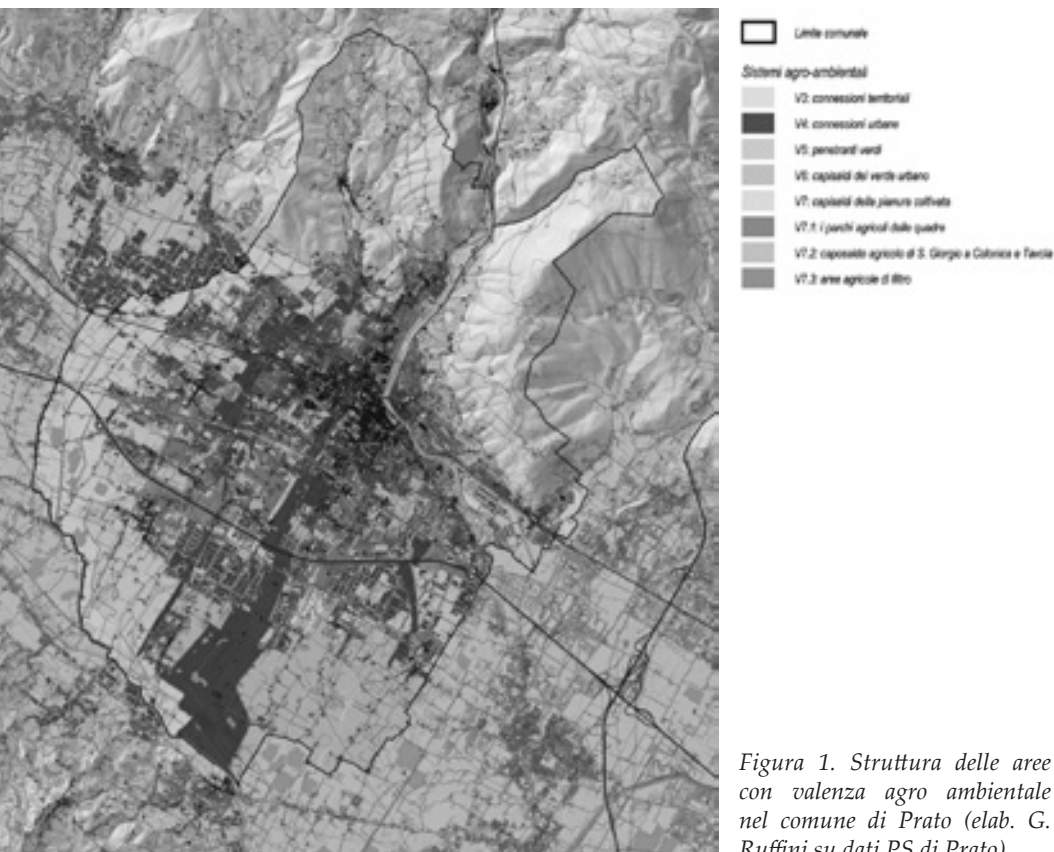 Limite comunale
Sistemi agro-ambientali
V3: connessioni territoriali
V4: connessioni urbane
V5: penetranti verdi
V6: capisaldi del verde urbano
V7: capisaldi della pianura coltivata
V7.1: i parchi agricoli delle quadre
V7.2: caposaldo agricolo di S. Giorgio a Colonica e Tavola
V7.3: aree agricole di filtro
Figura 1. Struttura delle aree
con valenza agro ambientale
nel comune di Prato (elab. G.
Ruffini su dati PS di Prato)